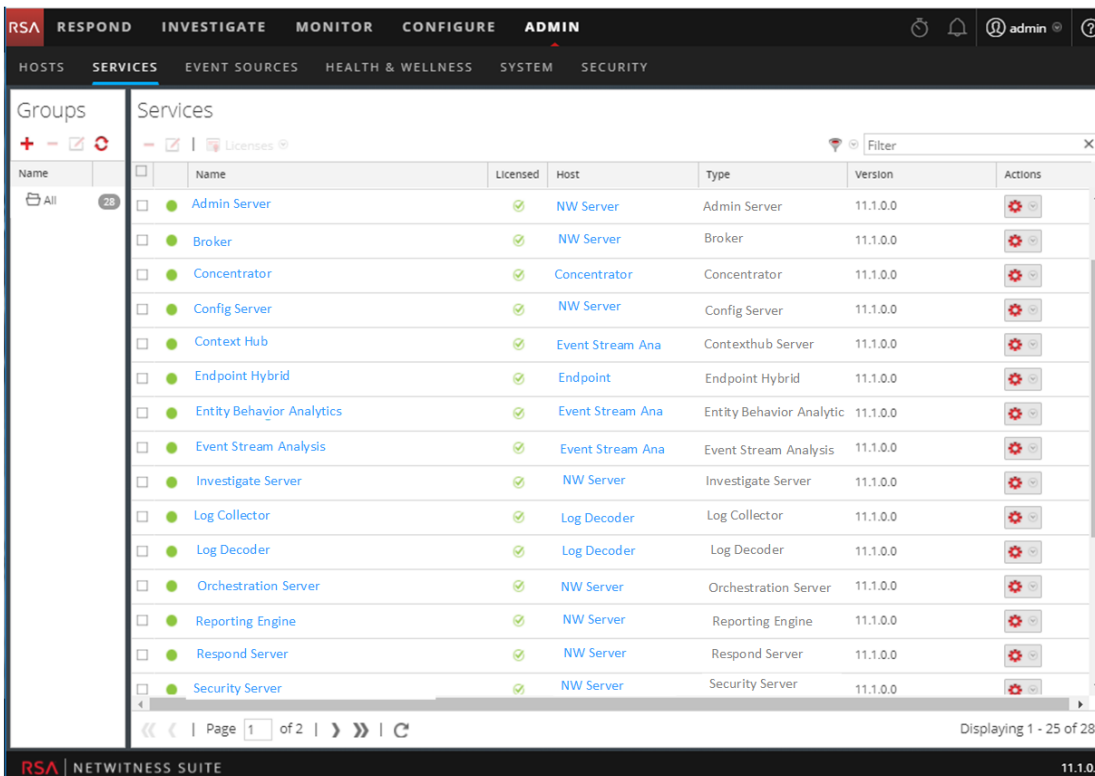 RSA RESPOND INVESTIGATE MONITOR CONFIGURE ADMIN admin
HOSTS SERVICES EVENT SOURCES HEALTH & WELLNESS SYSTEM SECURITY
Groups
Services
Licenses
Filter
Name
Name Licensed Host Type Version Actions
All 28
Admin Server NW Server Admin Server 11.1.0.0
Broker NW Server Broker 11.1.0.0
Concentrator Concentrator Concentrator 11.1.0.0
Config Server NW Server Config Server 11.1.0.0
Context Hub Event Stream Ana Contexthub Server 11.1.0.0
Endpoint Hybrid Endpoint Endpoint Hybrid 11.1.0.0
Entity Behavior Analytics Event Stream Ana Entity Behavior Analytic 11.1.0.0
Event Stream Analysis Event Stream Ana Event Stream Analysis 11.1.0.0
Investigate Server NW Server Investigate Server 11.1.0.0
Log Collector Log Decoder Log Collector 11.1.0.0
Log Decoder Log Decoder Log Decoder 11.1.0.0
Orchestration Server NW Server Orchestration Server 11.1.0.0
Reporting Engine NW Server Reporting Engine 11.1.0.0
Respond Server NW Server Respond Server 11.1.0.0
Security Server NW Server Security Server 11.1.0.0
Page 1 of 2
Displaying 1 - 25 of 28
RSA NETWITNESS SUITE
11.1.0.